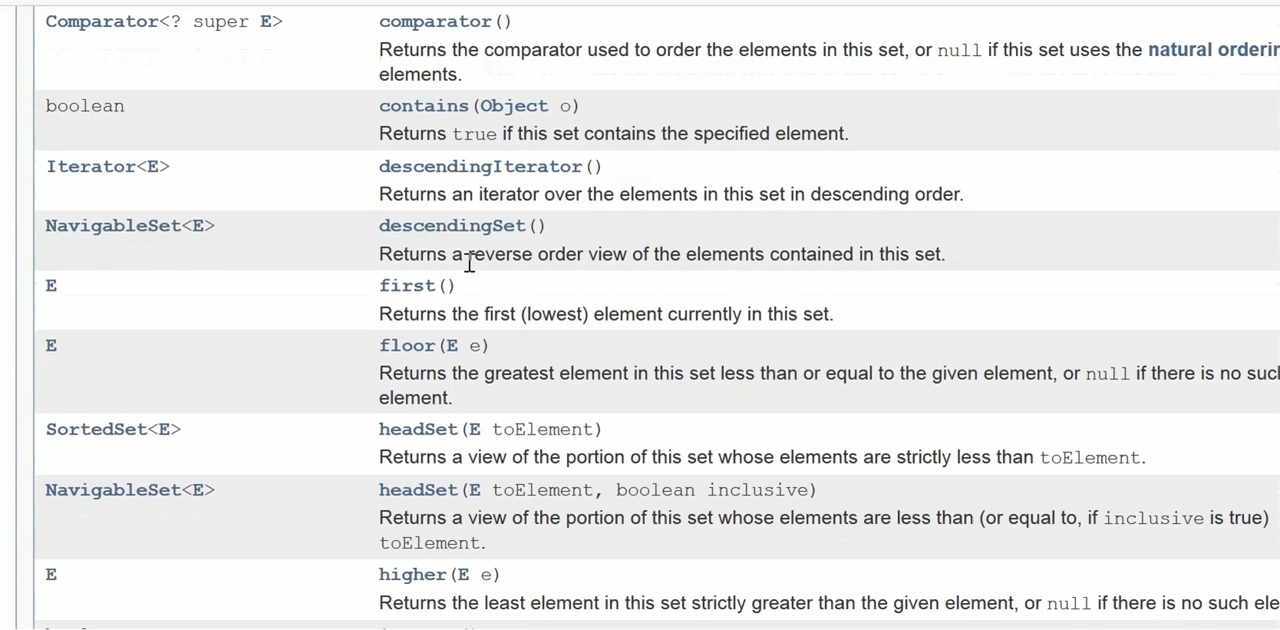 Comparator<? super E> comparator()
Returns the comparator used to order the elements in this set, or null if this set uses the natural
elements.
boolean contains(Object o)
Returns true if this set contains the specified element.
Iterator<E> descendingIterator()
Returns an iterator over the elements in this set in descending order.
NavigableSet<E> descendingSet()
Returns a reverse order view of the elements contained in this set.
E first()
Returns the first (lowest) element currently in this set.
E floor(E e)
Returns the greatest element in this set less than or equal to the given element, or null if there is no
element.
SortedSet<E> headSet(E toElement)
Returns a view of the portion of this set whose elements are strictly less than toElement.
NavigableSet<E> headSet(E toElement, boolean inclusive)
Returns a view of the portion of this set whose elements are less than (or equal to, if inclusive is true)
toElement.
E higher(E e)
Returns the least element in this set strictly greater than the given element, or null if there is no such